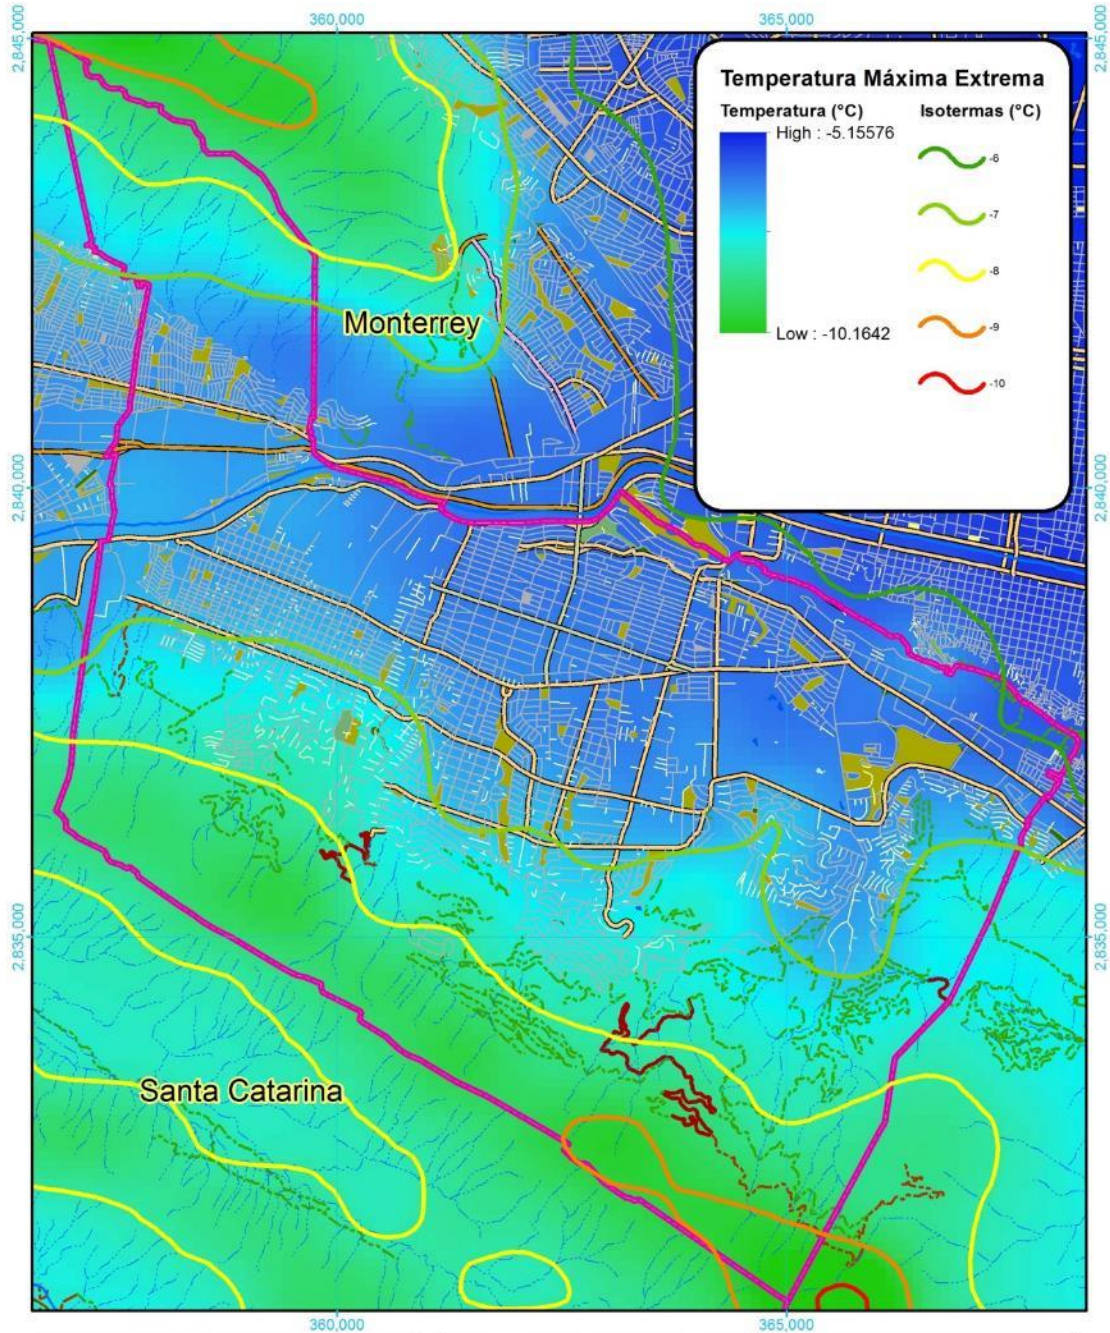 360,000
365,000
2,845,000
2,845,000
Temperatura Máxima Extrema
Temperatura (°C)
Isotermas (°C)
High : -5.15576
-6
-7
-8
-9
Low : -10.1642
-10
Monterrey
2,840,000
2,840,000
2,835,000
2,835,000
Santa Catarina
360,000
365,000